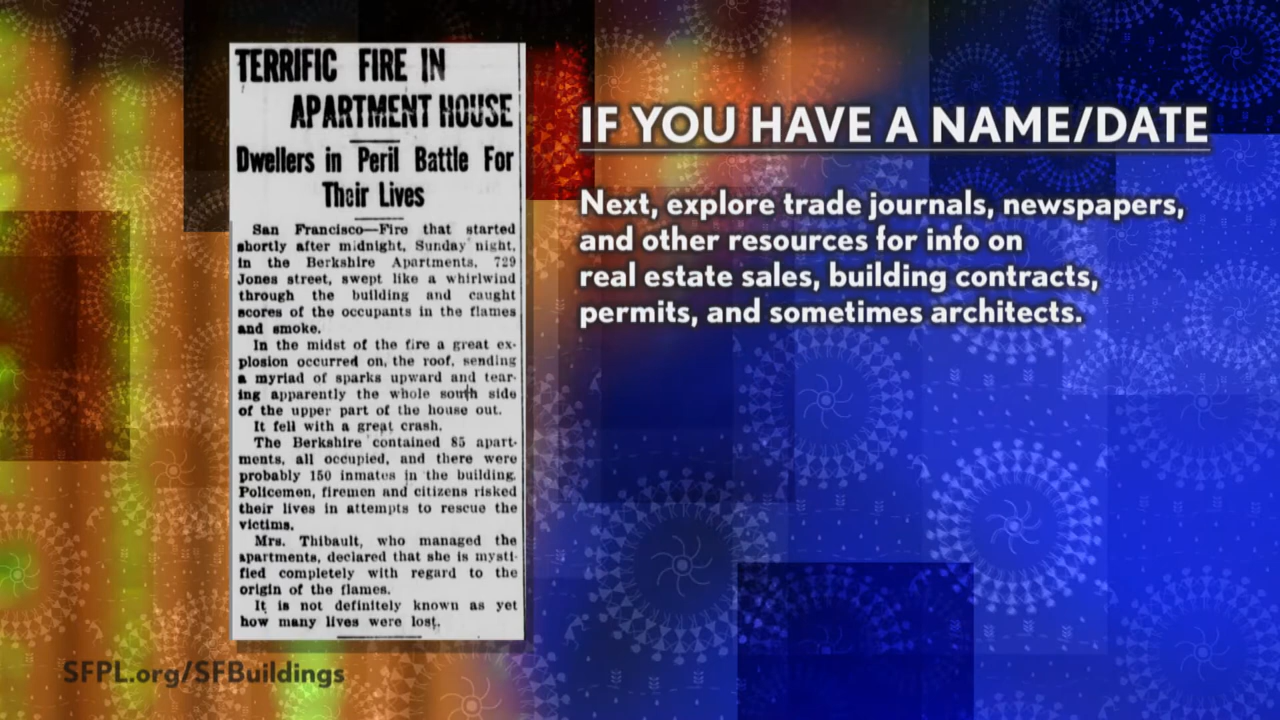 TERRIFIC FIRE IN
APARTMENT HOUSE
Dwellers in Peril Battle For
Their Lives
San Francisco—Fire that started
shortly after midnight, Sunday night,
in the Berkshire Apartments, 729
Jones street, swept like a whirlwind
through the building and caught
scores of the occupants in the flames
and smoke.
In the midst of the fire a great ex-
plosion occurred on, the roof, sending
a myriad of sparks upward and tear-
ing apparently the whole south side
of the upper part of the house out.
It fell with a great crash.
The Berkshire contained 85 apart-
ments, all occupied, and there were
probably 150 inmates in the building.
Policemen, firemen and citizens risked
their lives in attempts to rescue the
victims.
Mrs. Thibault, who managed the
apartments, declared that she is mysti-
fied completely with regard to the
origin of the flames.
It is not definitely known as yet
how many lives were lost.
IF YOU HAVE A NAME/DATE
Next, explore trade journals, newspapers,
and other resources for info on
real estate sales, building contracts,
permits, and sometimes architects.
SFPL.org/SFBuildings